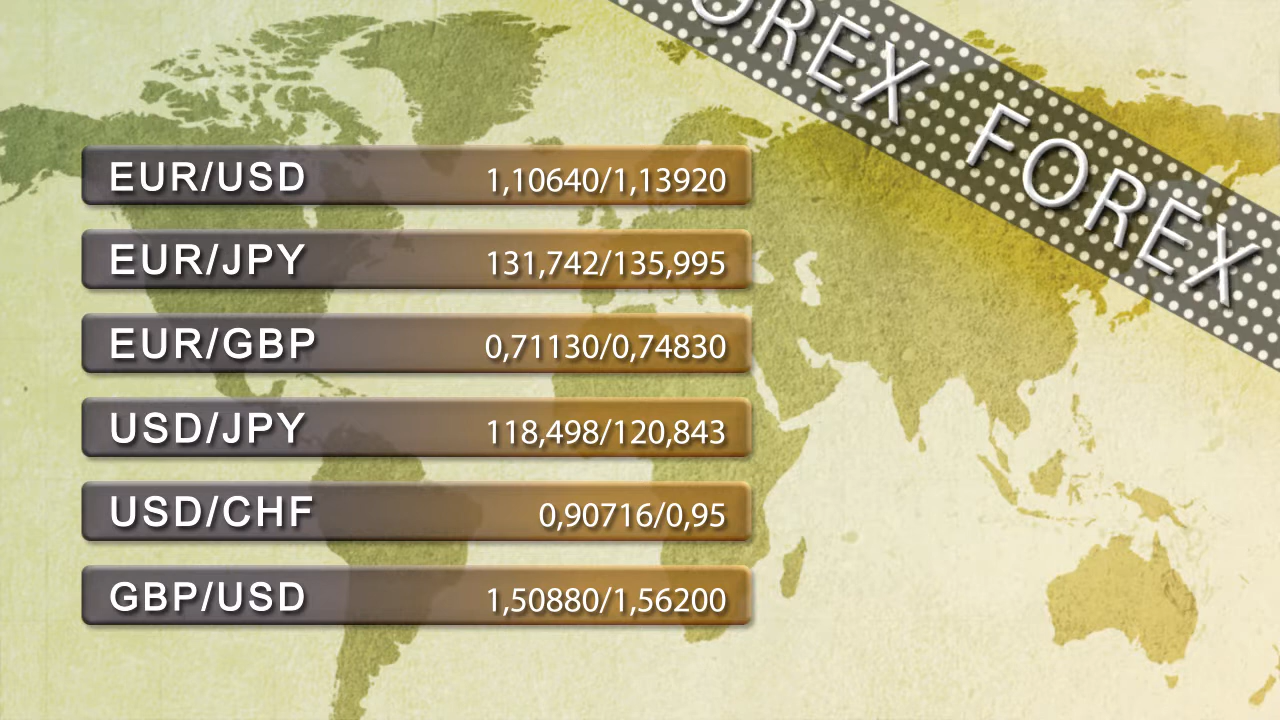 OREX FOREX
EUR/USD 1,10640/1,13920
EUR/JPY 131,742/135,995
EUR/GBP 0,71130/0,74830
USD/JPY 118,498/120,843
USD/CHF 0,90716/0,95
GBP/USD 1,50880/1,56200